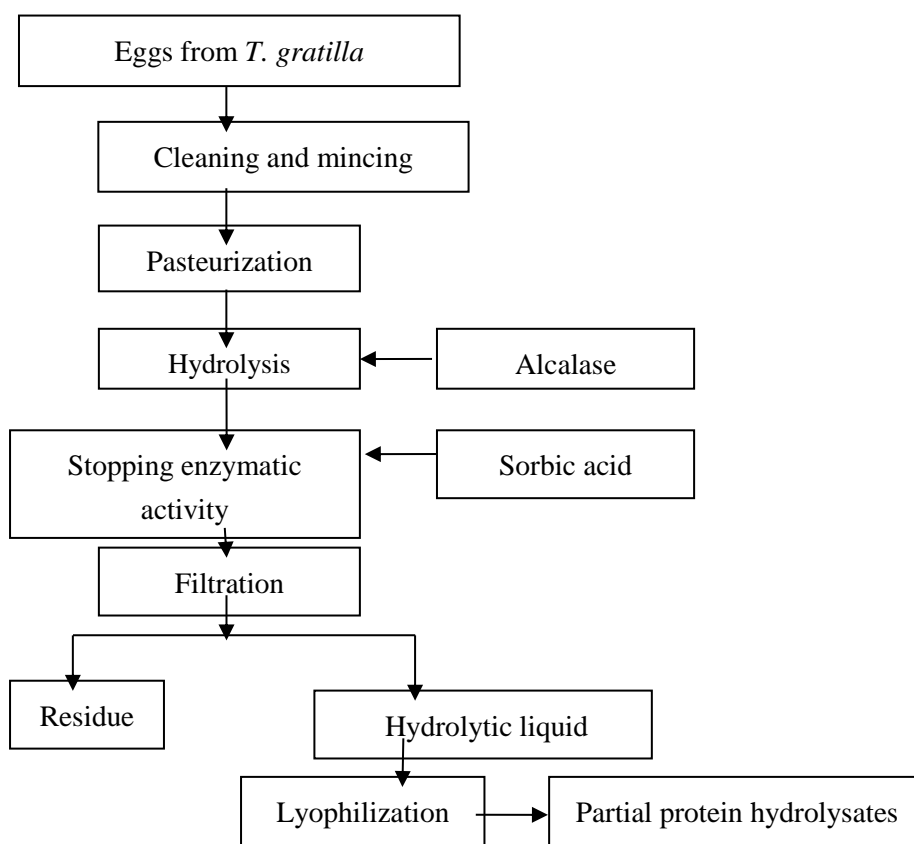 Eggs from T. gratilla
Cleaning and mincing
Pasteurization
Hydrolysis
Alcalase
Stopping enzymatic
activity
Sorbic acid
Filtration
Residue
Hydrolytic liquid
Lyophilization
Partial protein hydrolysates